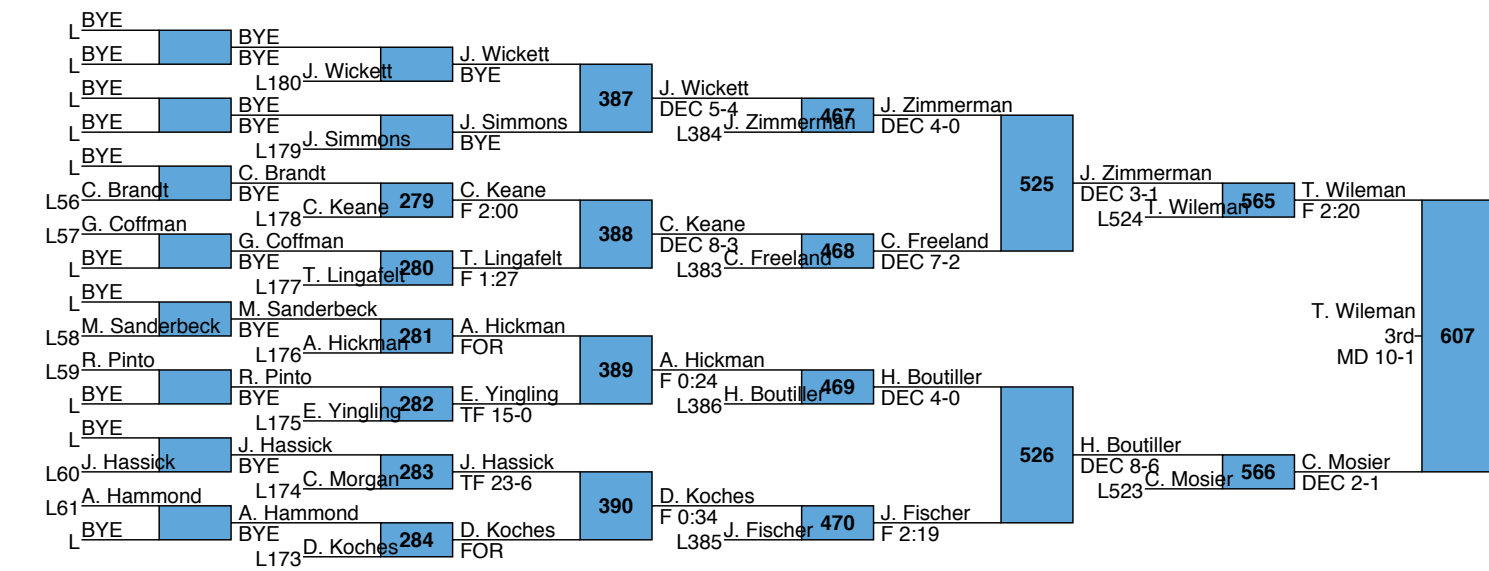 BYE
L
BYE
L
BYE
BYE
L180 J. Wickett
J. Wickett
BYE
BYE
L
BYE
L
BYE
BYE
L179 J. Simmons
J. Simmons
BYE
387
J. Wickett
DEC 5-4
L384 J. Zimmerman
467
J. Zimmerman
DEC 4-0
BYE
L
L56 C. Brandt
C. Brandt
BYE
L178 C. Keane
279
C. Keane
F 2:00
L57 G. Coffman
BYE
L
G. Coffman
BYE
L177 T. Lingafelt
280
T. Lingafelt
F 1:27
388
C. Keane
DEC 8-3
L383 C. Freeland
468
C. Freeland
DEC 7-2
525
J. Zimmerman
DEC 3-1
L524 T. Wileman
565
T. Wileman
F 2:20
BYE
L
L58 M. Sanderbeck
M. Sanderbeck
BYE
L176 A. Hickman
281
A. Hickman
FOR
L59 R. Pinto
BYE
L
R. Pinto
BYE
L175 E. Yingling
282
E. Yingling
TF 15-0
389
A. Hickman
F 0:24
L386 H. Boutiller
469
H. Boutiller
DEC 4-0
BYE
L
L60 J. Hassick
J. Hassick
BYE
L174 C. Morgan
283
J. Hassick
TF 23-6
L61 A. Hammond
BYE
L
A. Hammond
BYE
L173 D. Koches
284
D. Koches
FOR
390
D. Koches
F 0:34
L385 J. Fischer
470
J. Fischer
F 2:19
526
H. Boutiller
DEC 8-6
L523 C. Mosier
566
C. Mosier
DEC 2-1
T. Wileman
3rd
MD 10-1
607